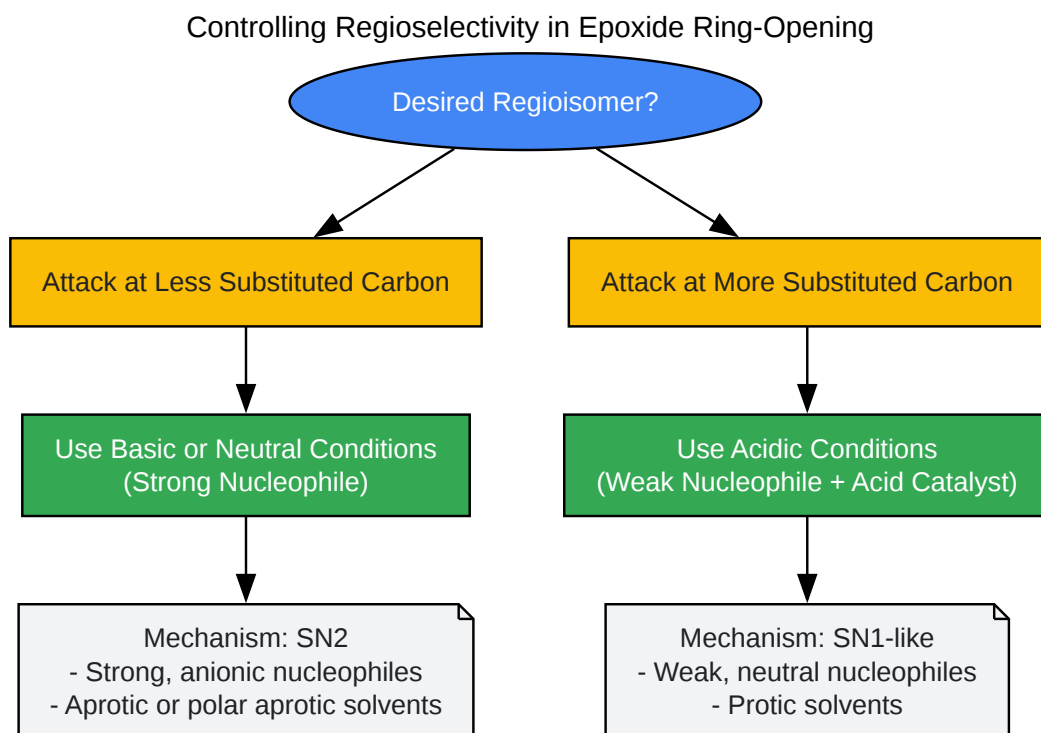 Controlling Regioselectivity in Epoxide Ring-Opening
Desired Regioisomer?
Attack at Less Substituted Carbon
Attack at More Substituted Carbon
Use Basic or Neutral Conditions
(Strong Nucleophile)
Use Acidic Conditions
(Weak Nucleophile + Acid Catalyst)
Mechanism: SN2
- Strong, anionic nucleophiles
- Aprotic or polar aprotic solvents
Mechanism: SN1-like
- Weak, neutral nucleophiles
- Protic solvents